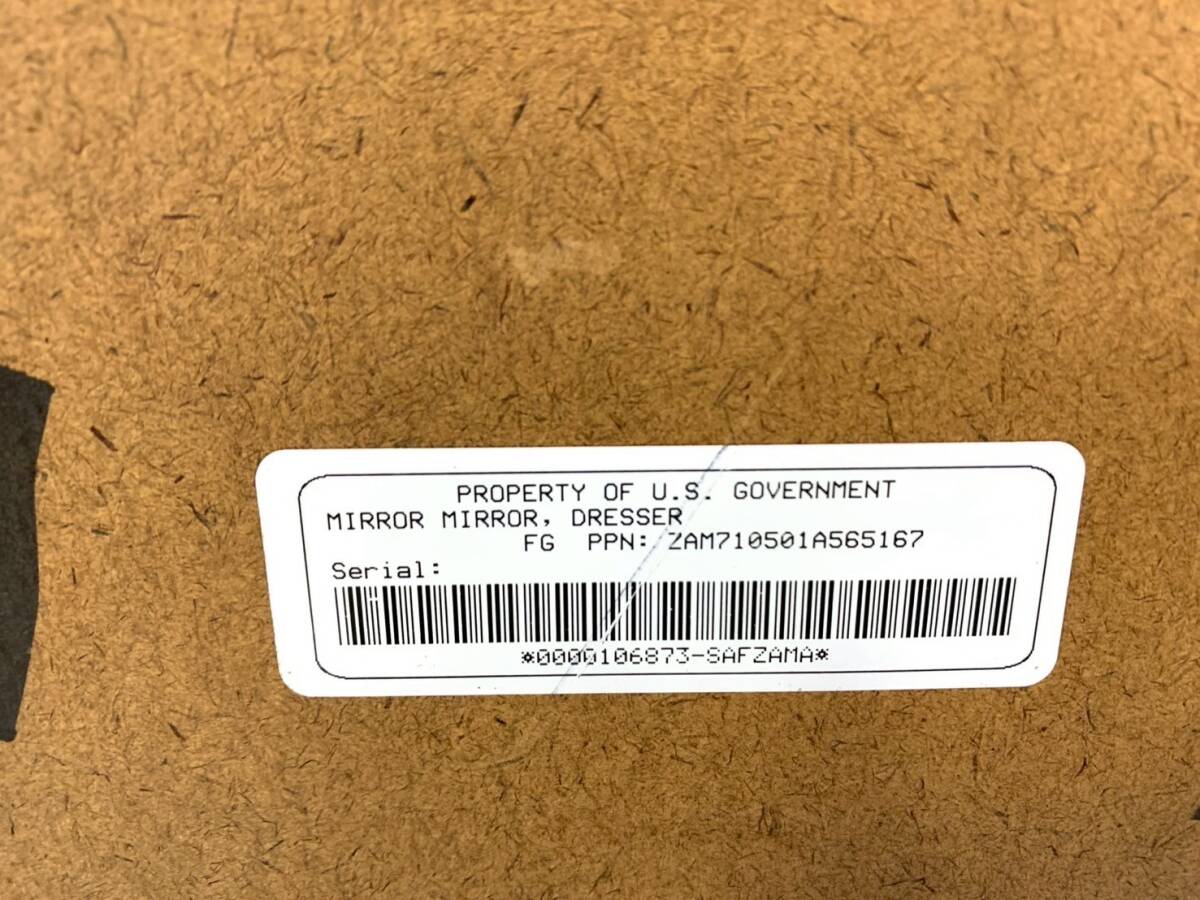 PROPERTY OF U.S. GOVERNMENT
MIRROR MIRROR, DRESSER
FG PPN: ZAM710501A565167
Serial:
*0000106873-SAFZAMA*